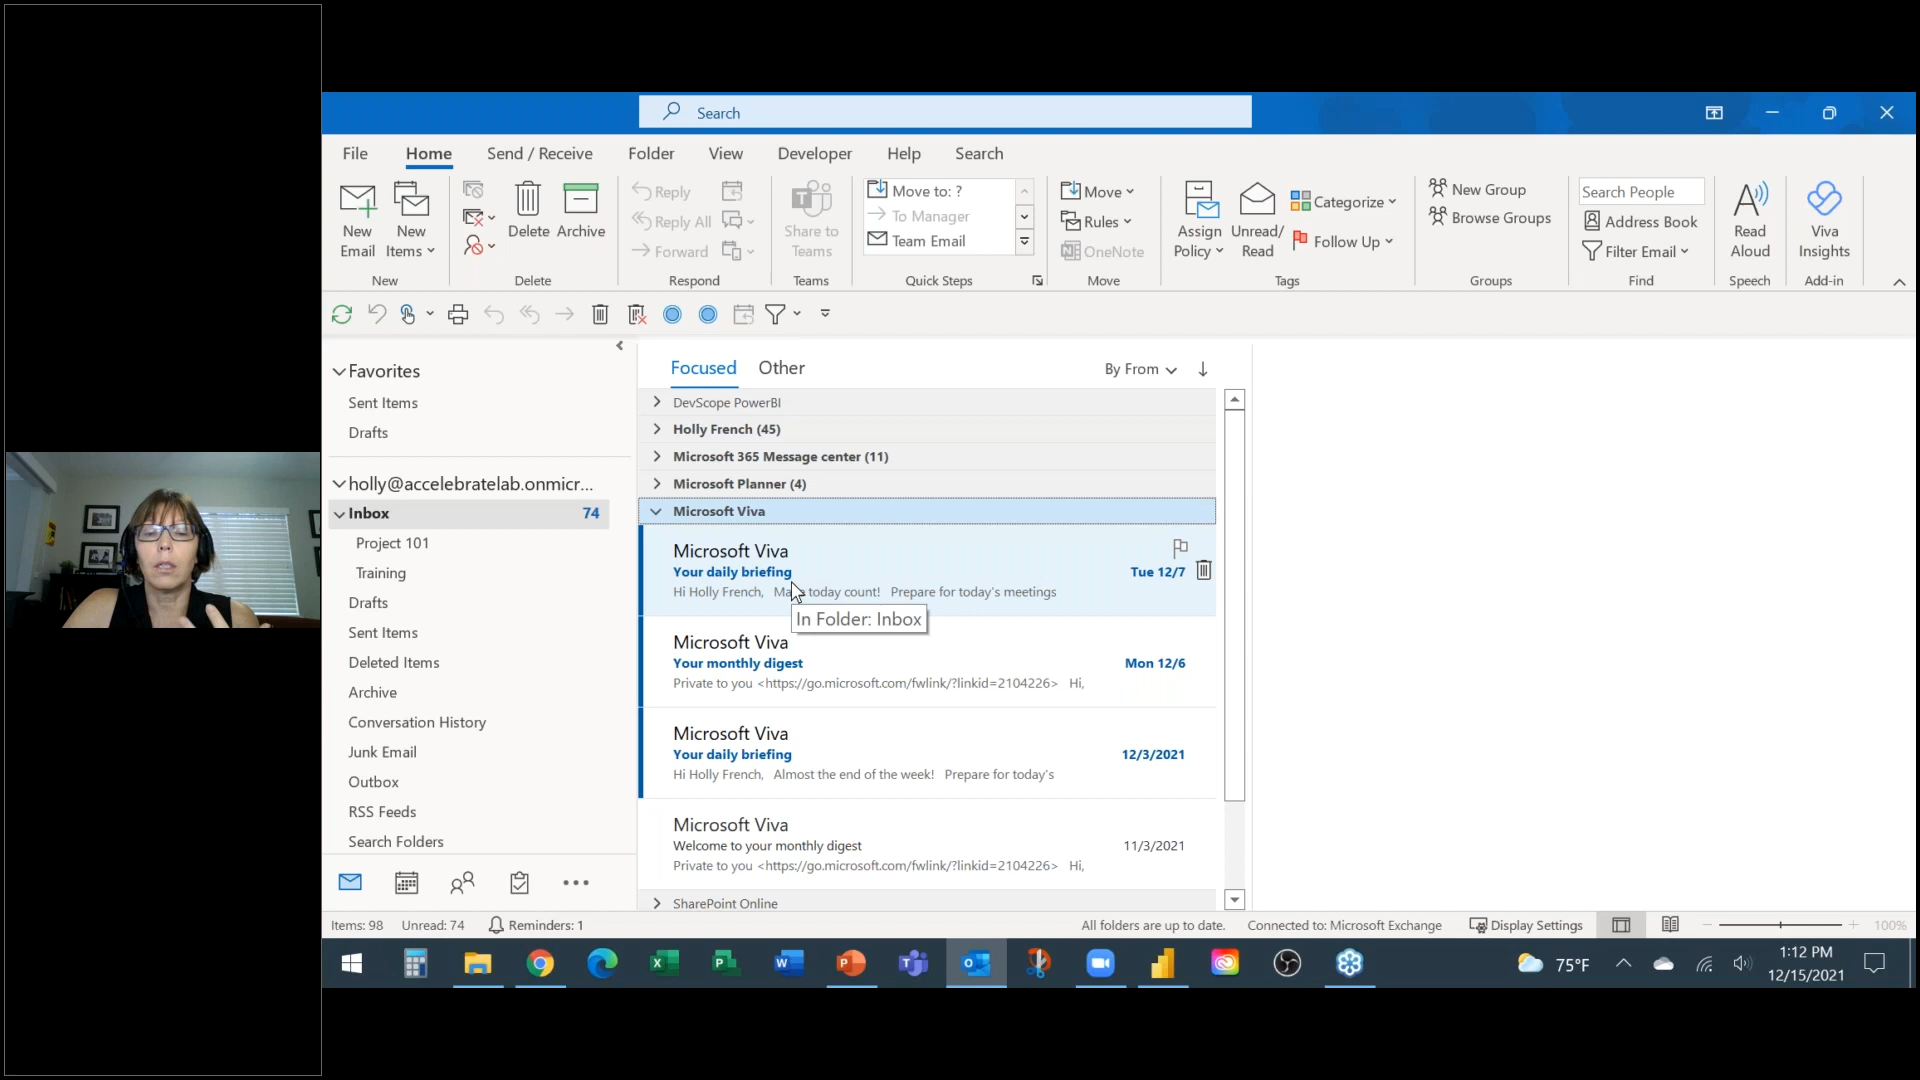 Search
File Home Send / Receive Folder View Developer Help Search
New Email
New Items
New
Delete
Archive
Delete
Reply
Reply All
Forward
Respond
Share to Teams
Teams
Move to: ?
To Manager
Team Email
Quick Steps
Move
Rules
OneNote
Move
Assign Policy
Unread/ Read
Categorize
Follow Up
Tags
New Group
Browse Groups
Groups
Search People
Address Book
Filter Email
Find
Read Aloud
Speech
Viva Insights
Add-in
Favorites
Sent Items
Drafts
holly@accelebratelab.onmicr...
Inbox 74
Project 101
Training
Drafts
Sent Items
Deleted Items
Archive
Conversation History
Junk Email
Outbox
RSS Feeds
Search Folders
Focused Other By From
DevScope PowerBI
Holly French (45)
Microsoft 365 Message center (11)
Microsoft Planner (4)
Microsoft Viva
Microsoft Viva
Your daily briefing Tue 12/7
Hi Holly French, today count! Prepare for today's meetings
In Folder: Inbox
Microsoft Viva
Your monthly digest Mon 12/6
Private to you <https://go.microsoft.com/fwlink/?linkid=2104226> Hi,
Microsoft Viva
Your daily briefing 12/3/2021
Hi Holly French, Almost the end of the week! Prepare for today's
Microsoft Viva
Welcome to your monthly digest 11/3/2021
Private to you <https://go.microsoft.com/fwlink/?linkid=2104226> Hi,
SharePoint Online
Items: 98 Unread: 74 Reminders: 1 All folders are up to date. Connected to: Microsoft Exchange Display Settings 100%
75°F 1:12 PM
12/15/2021